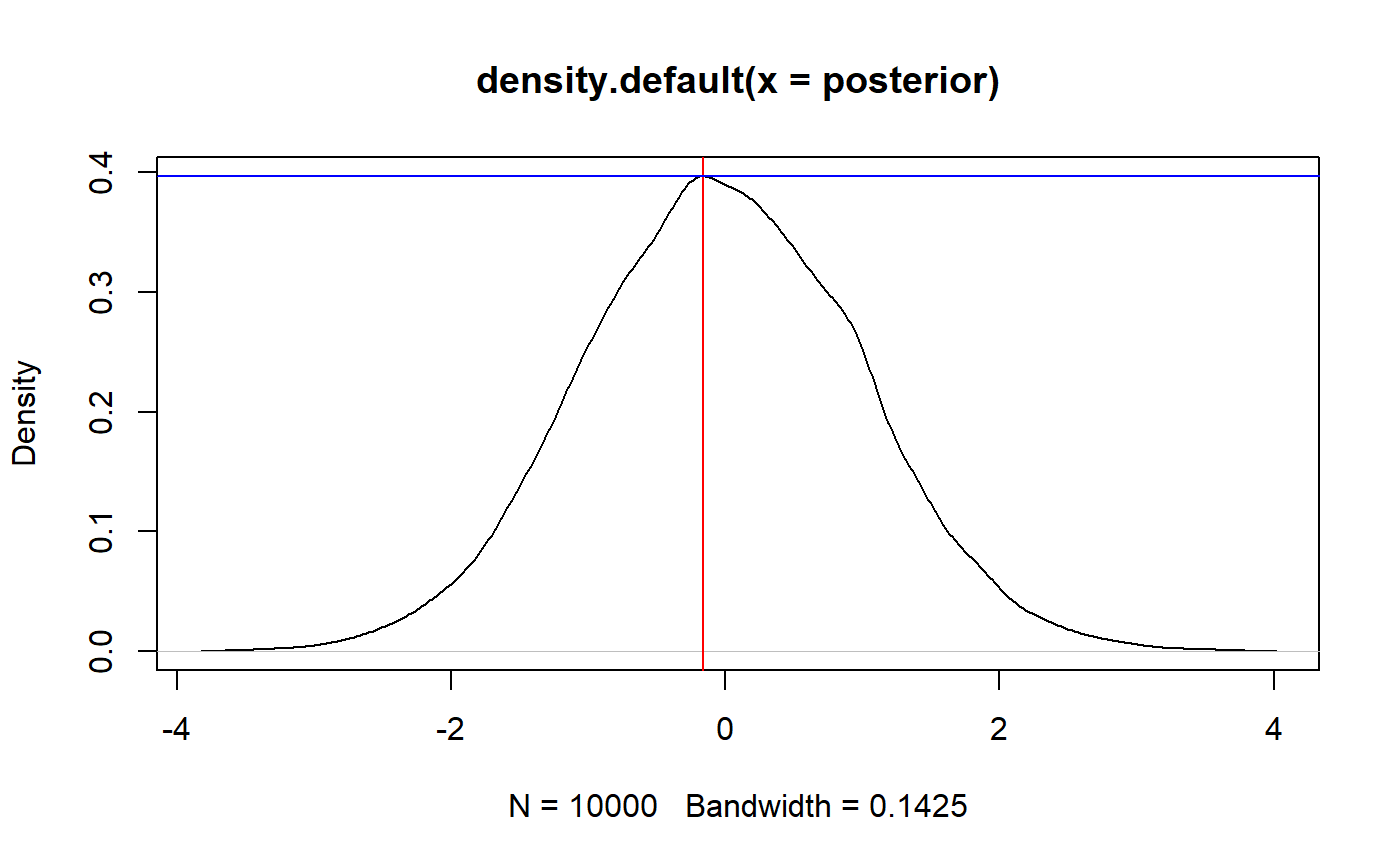 density.default(x = posterior)
Density
0.4
0.3
0.2
0.1
0.0
-4 -2 0 2 4
N = 10000 Bandwidth = 0.1425